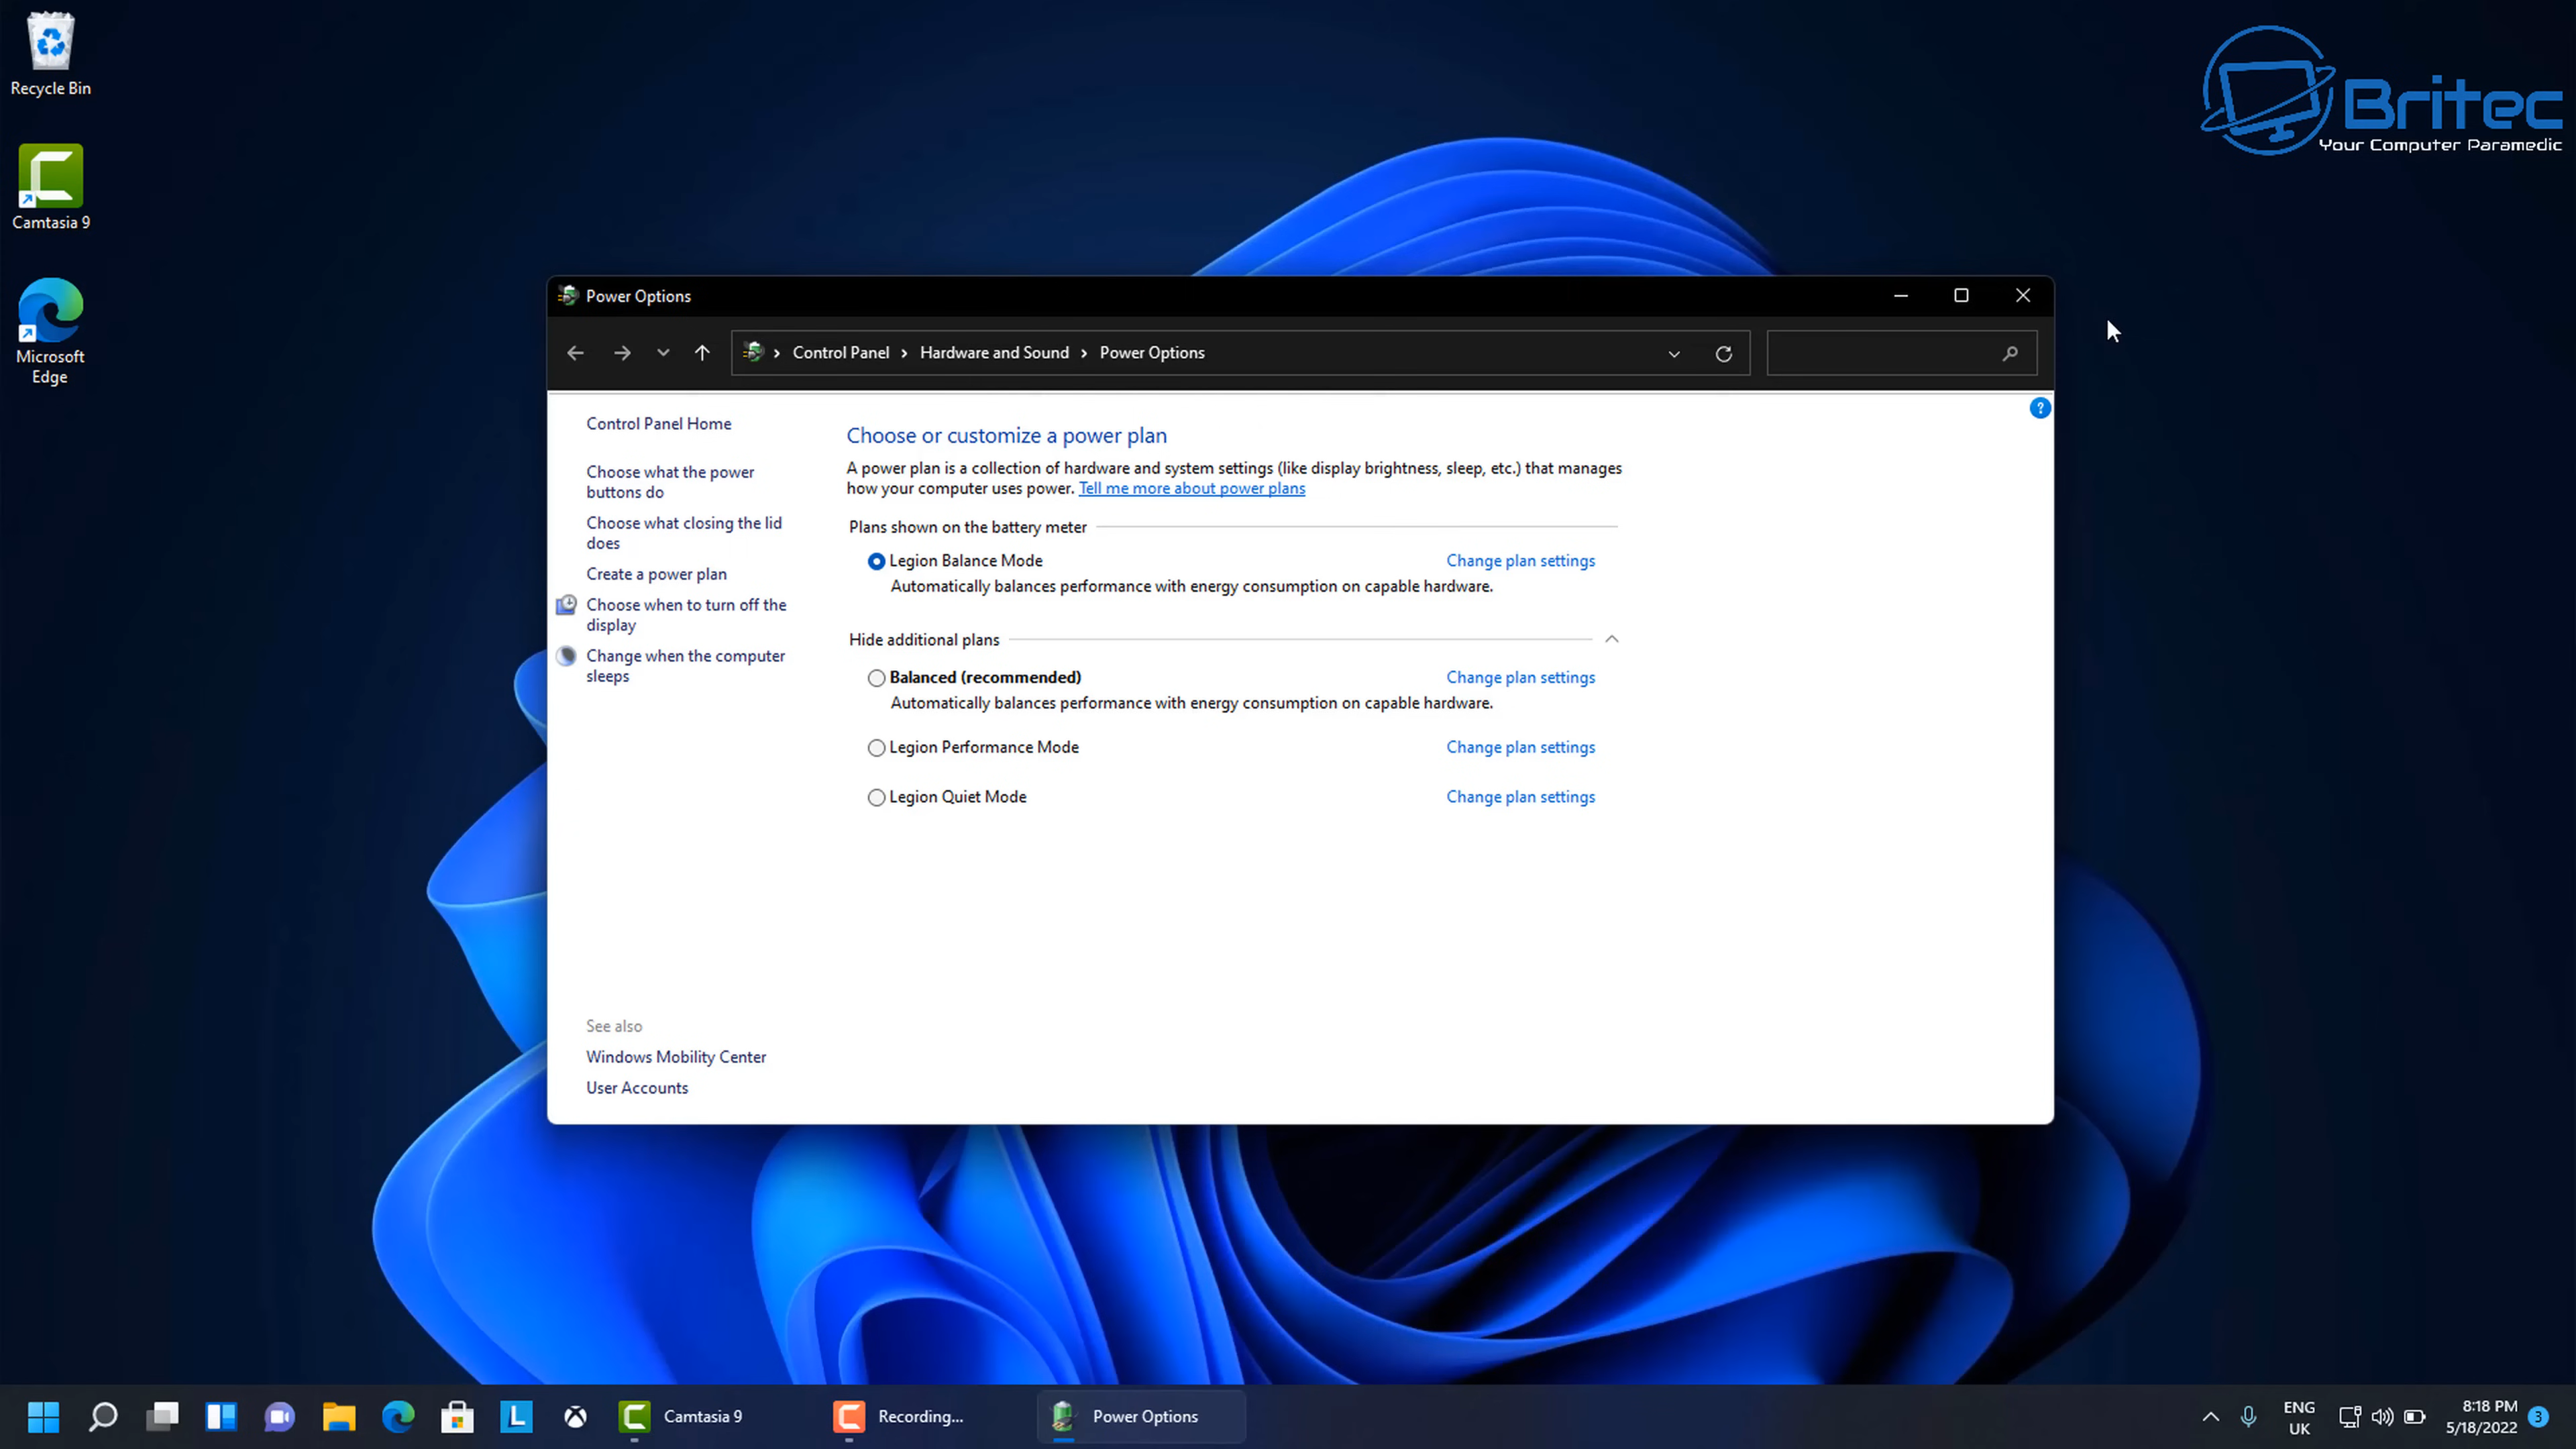 Recycle Bin
Camtasia 9
Microsoft
Edge
Britec
Your Computer Paramedic
Power Options
Control Panel
Hardware and Sound
Power Options
?
Control Panel Home
Choose what the power
buttons do
Choose what closing the lid
does
Create a power plan
Choose when to turn off the
display
Change when the computer
sleeps
Choose or customize a power plan
A power plan is a collection of hardware and system settings (like display brightness, sleep, etc.) that manages
how your computer uses power. Tell me more about power plans
Plans shown on the battery meter
Legion Balance Mode Change plan settings
Automatically balances performance with energy consumption on capable hardware.
Hide additional plans
Balanced (recommended) Change plan settings
Automatically balances performance with energy consumption on capable hardware.
Legion Performance Mode Change plan settings
Legion Quiet Mode Change plan settings
See also
Windows Mobility Center
User Accounts
L
Camtasia 9
Recording...
Power Options
ENG
UK
8:18 PM
5/18/2022
3